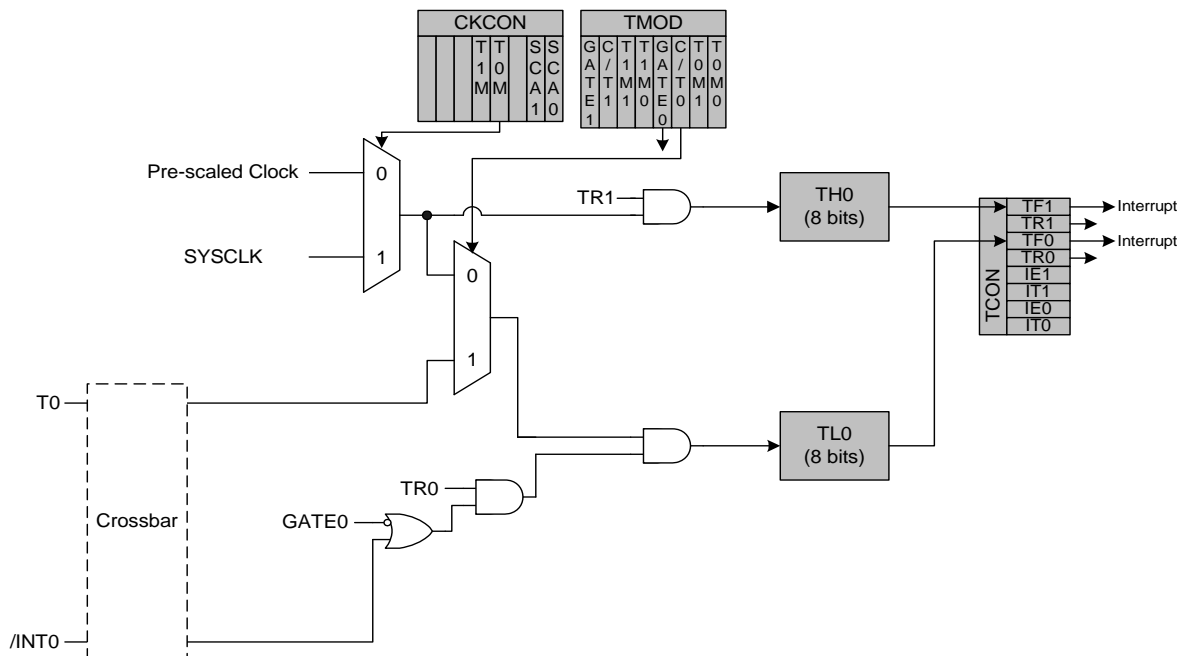 CKCON
T1M
T0M
SCA1
SCA0
TMOD
GATE1
C/T1
T1M1
T1M0
GATE0
C/T0
T0M1
T0M0
Pre-scaled Clock
0
SYSCLK
1
TR1
TH0
(8 bits)
TCON
TF1
TR1
TF0
TR0
IE1
IT1
IE0
IT0
Interrupt
Interrupt
0
1
T0
Crossbar
TL0
(8 bits)
TR0
GATE0
/INT0